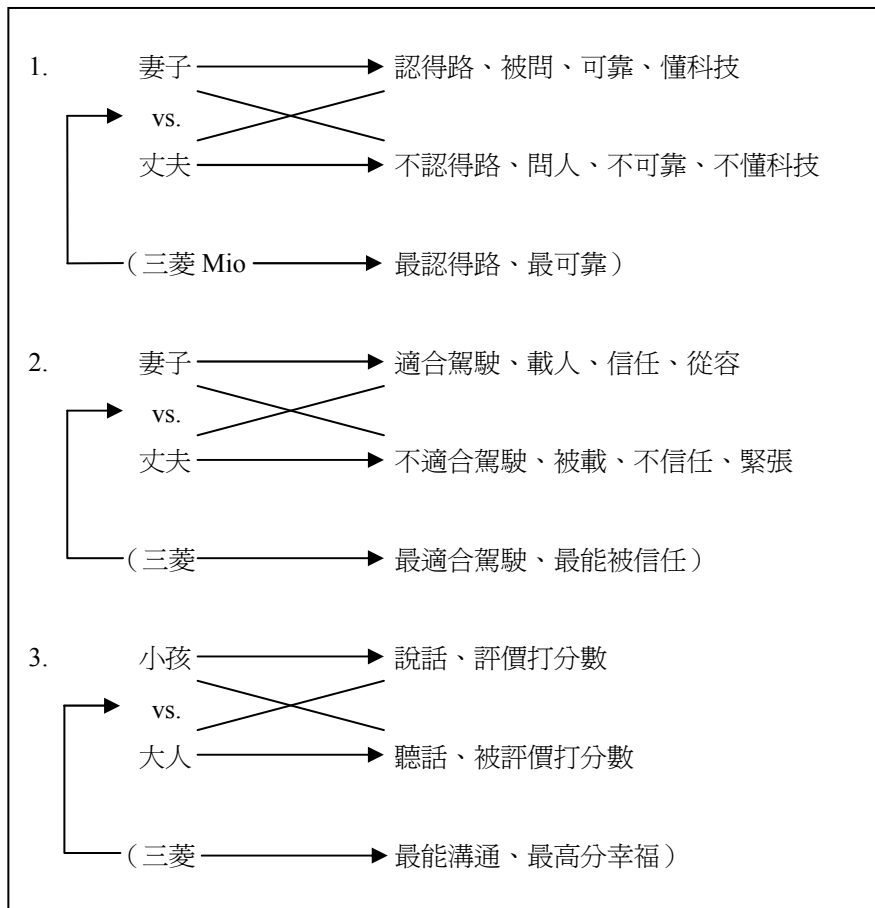 1. 妻子 認得路、被問、可靠、懂科技
vs.
丈夫 不認得路、問人、不可靠、不懂科技
（三菱 Mio 最認得路、最可靠）
2. 妻子 適合駕駛、載人、信任、從容
vs.
丈夫 不適合駕駛、被載、不信任、緊張
（三菱 最適合駕駛、最能被信任）
3. 小孩 說話、評價打分數
vs.
大人 聽話、被評價打分數
（三菱 最能溝通、最高分幸福）